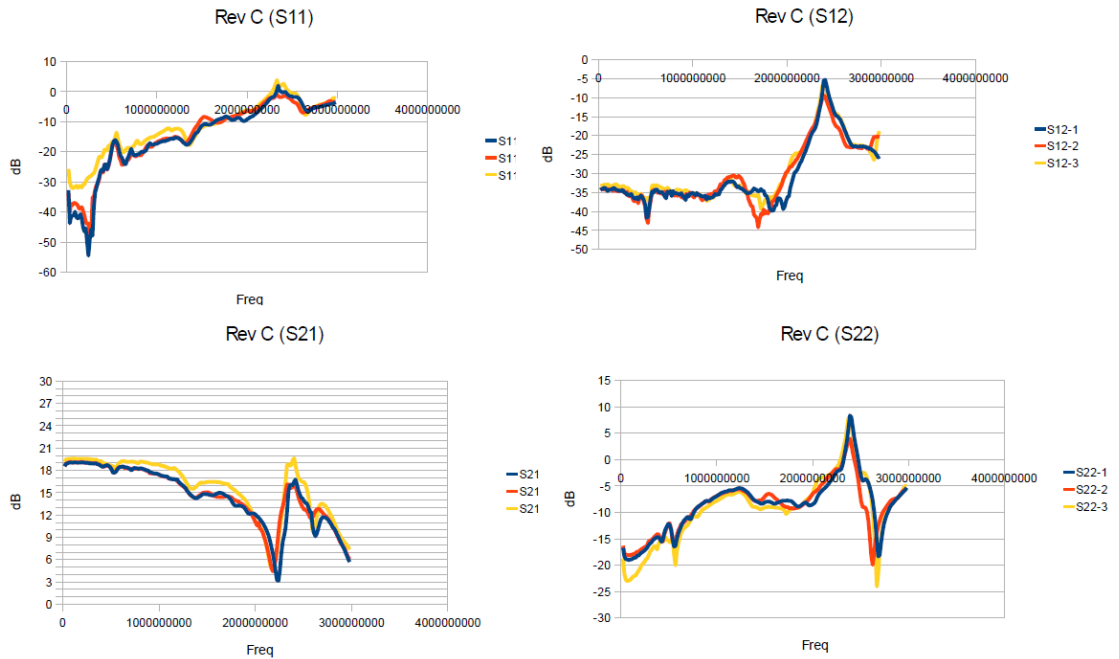 Rev C (S11)
10
0
-10
-20
-30
-40
-50
-60
0
1000000000
2000000000
3000000000
4000000000
dB
Freq
S1'
S1'
S1'
Rev C (S12)
0
-5
-10
-15
-20
-25
-30
-35
-40
-45
-50
0
1000000000
2000000000
3000000000
4000000000
dB
Freq
S12-1
S12-2
S12-3
Rev C (S21)
30
27
24
21
18
15
12
9
6
3
0
0
1000000000
2000000000
3000000000
4000000000
dB
Freq
S21
S21
S21
Rev C (S22)
15
10
5
0
-5
-10
-15
-20
-25
-30
0
1000000000
2000000000
3000000000
4000000000
dB
Freq
S22-1
S22-2
S22-3